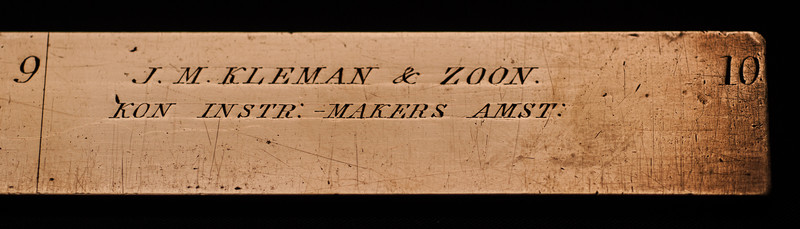 9 J. M. KLEMAN & ZOON. 10
KON INSTR: -MAKERS AMST: